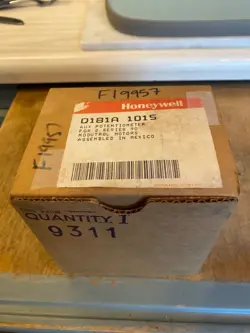 F19957
Honeywell
Q181A 1015
AUX POTENTIOMETER
FOR 2 SERIES 90
MODUTROL MOTORS
ASSEMBLED IN MEXICO
F19957
QUANTITY 1
9311